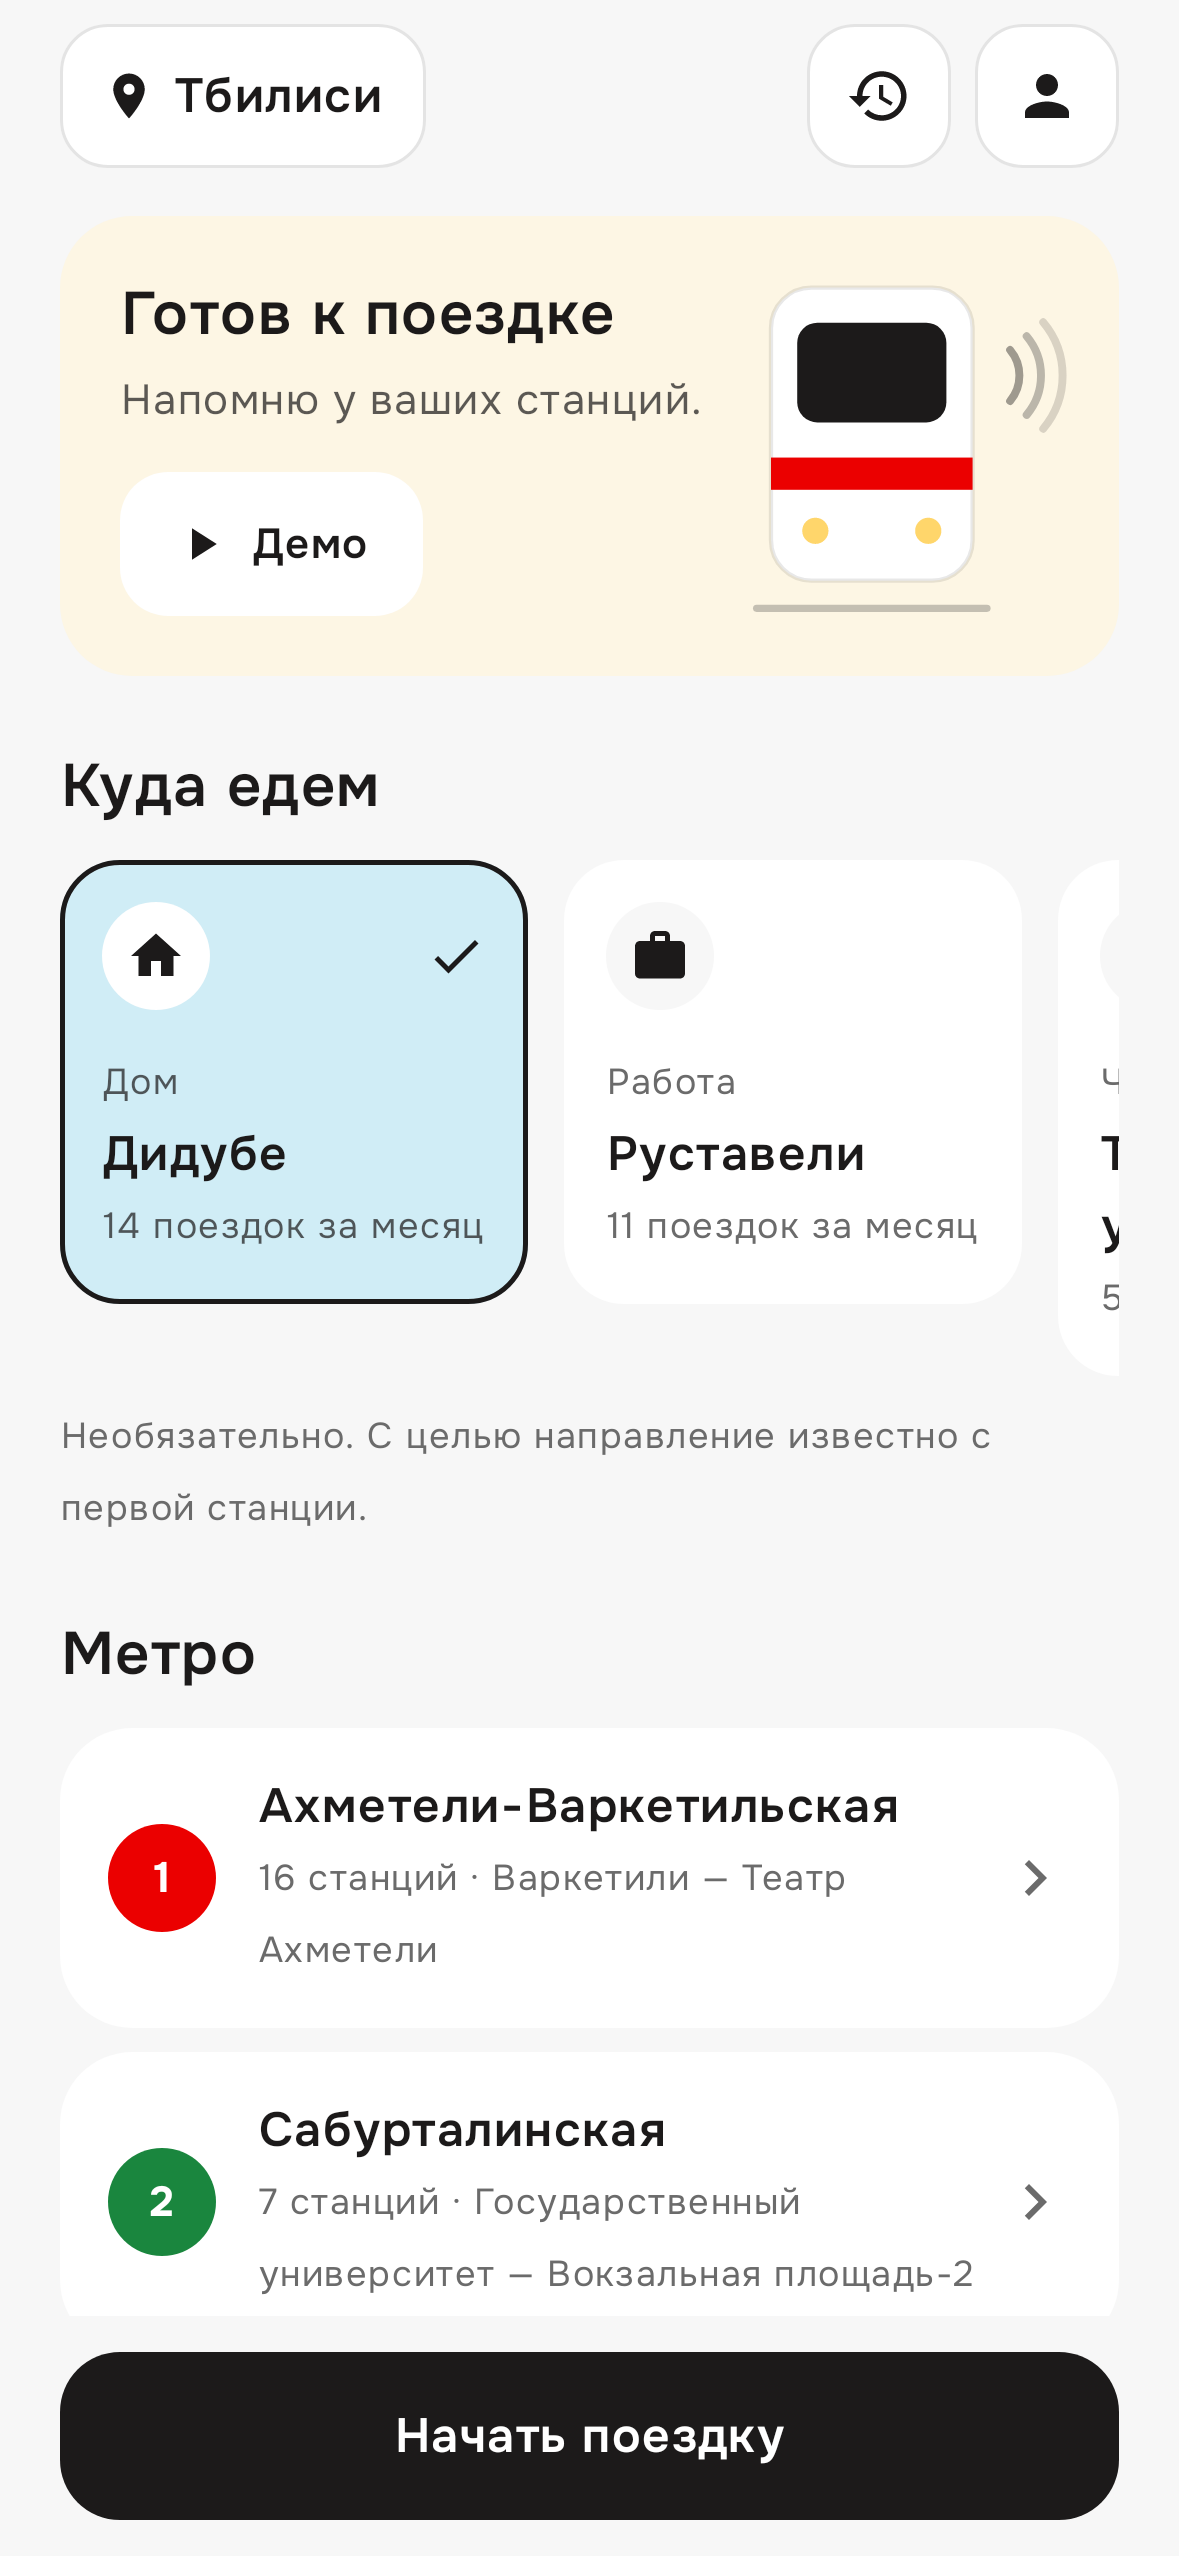 Тбилиси
Готов к поездке
Напомню у ваших станций.
Демо
Куда едем
Дом
Дидубе
14 поездок за месяц
Работа
Руставели
11 поездок за месяц
Необязательно. С целью направление известно с
первой станции.
Метро
1
Ахметели-Варкетильская
16 станций · Варкетили — Театр
Ахметели
2
Сабурталинская
7 станций · Государственный
университет — Вокзальная площадь-2
Начать поездку